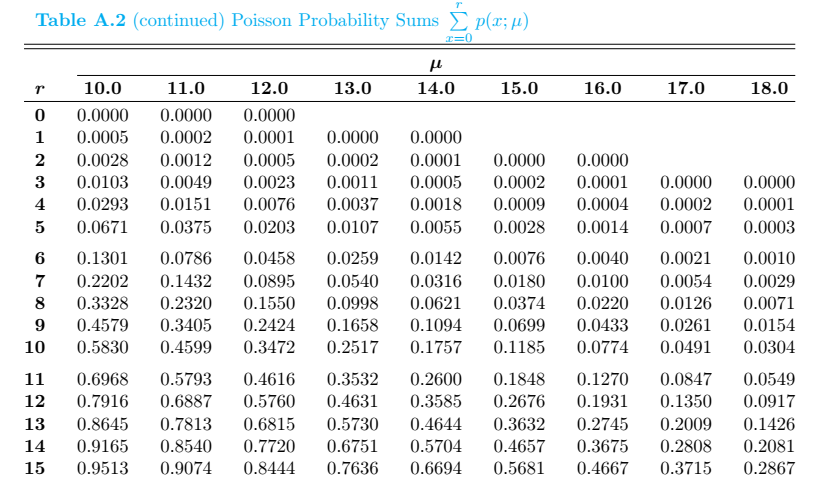 Table A.2 (continued) Poisson Probability Sums r∑x=0 p(x; μ)
μ
r 10.0 11.0 12.0 13.0 14.0 15.0 16.0 17.0 18.0
0 0.0000 0.0000 0.0000
1 0.0005 0.0002 0.0001 0.0000 0.0000
2 0.0028 0.0012 0.0005 0.0002 0.0001 0.0000 0.0000
3 0.0103 0.0049 0.0023 0.0011 0.0005 0.0002 0.0001 0.0000 0.0000
4 0.0293 0.0151 0.0076 0.0037 0.0018 0.0009 0.0004 0.0002 0.0001
5 0.0671 0.0375 0.0203 0.0107 0.0055 0.0028 0.0014 0.0007 0.0003
6 0.1301 0.0786 0.0458 0.0259 0.0142 0.0076 0.0040 0.0021 0.0010
7 0.2202 0.1432 0.0895 0.0540 0.0316 0.0180 0.0100 0.0054 0.0029
8 0.3328 0.2320 0.1550 0.0998 0.0621 0.0374 0.0220 0.0126 0.0071
9 0.4579 0.3405 0.2424 0.1658 0.1094 0.0699 0.0433 0.0261 0.0154
10 0.5830 0.4599 0.3472 0.2517 0.1757 0.1185 0.0774 0.0491 0.0304
11 0.6968 0.5793 0.4616 0.3532 0.2600 0.1848 0.1270 0.0847 0.0549
12 0.7916 0.6887 0.5760 0.4631 0.3585 0.2676 0.1931 0.1350 0.0917
13 0.8645 0.7813 0.6815 0.5730 0.4644 0.3632 0.2745 0.2009 0.1426
14 0.9165 0.8540 0.7720 0.6751 0.5704 0.4657 0.3675 0.2808 0.2081
15 0.9513 0.9074 0.8444 0.7636 0.6694 0.5681 0.4667 0.3715 0.2867